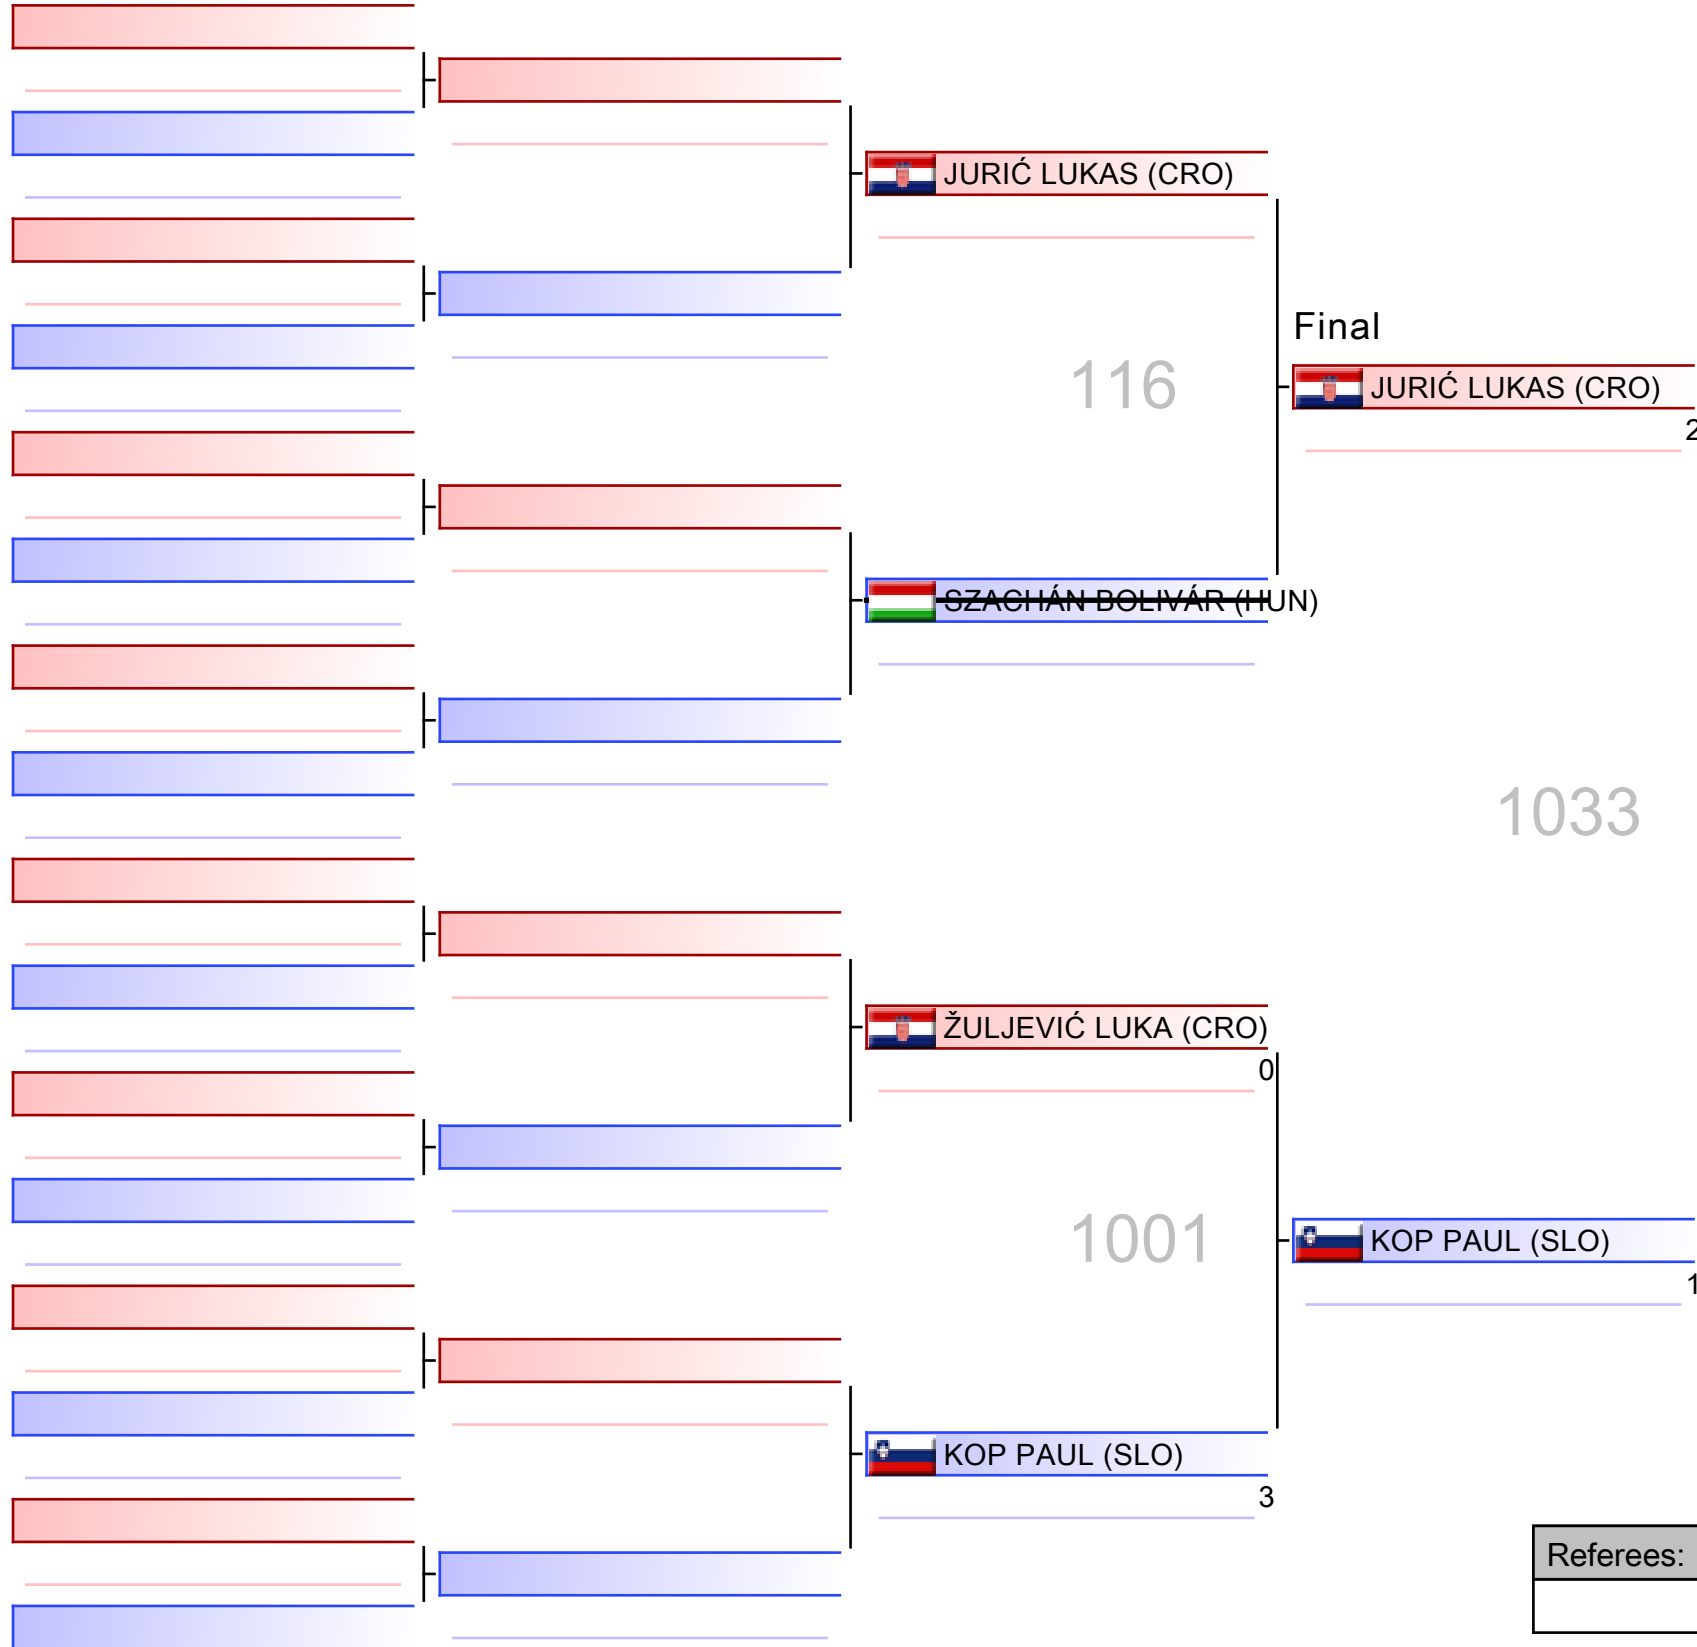 JURIĆ LUKAS (CRO)
Final
116
JURIĆ LUKAS (CRO)
2
SZACHÁN BOLIVÁR (HUN)
1033
ŽULJEVIĆ LUKA (CRO)
0
1001
KOP PAUL (SLO)
1
KOP PAUL (SLO)
3
Referees: